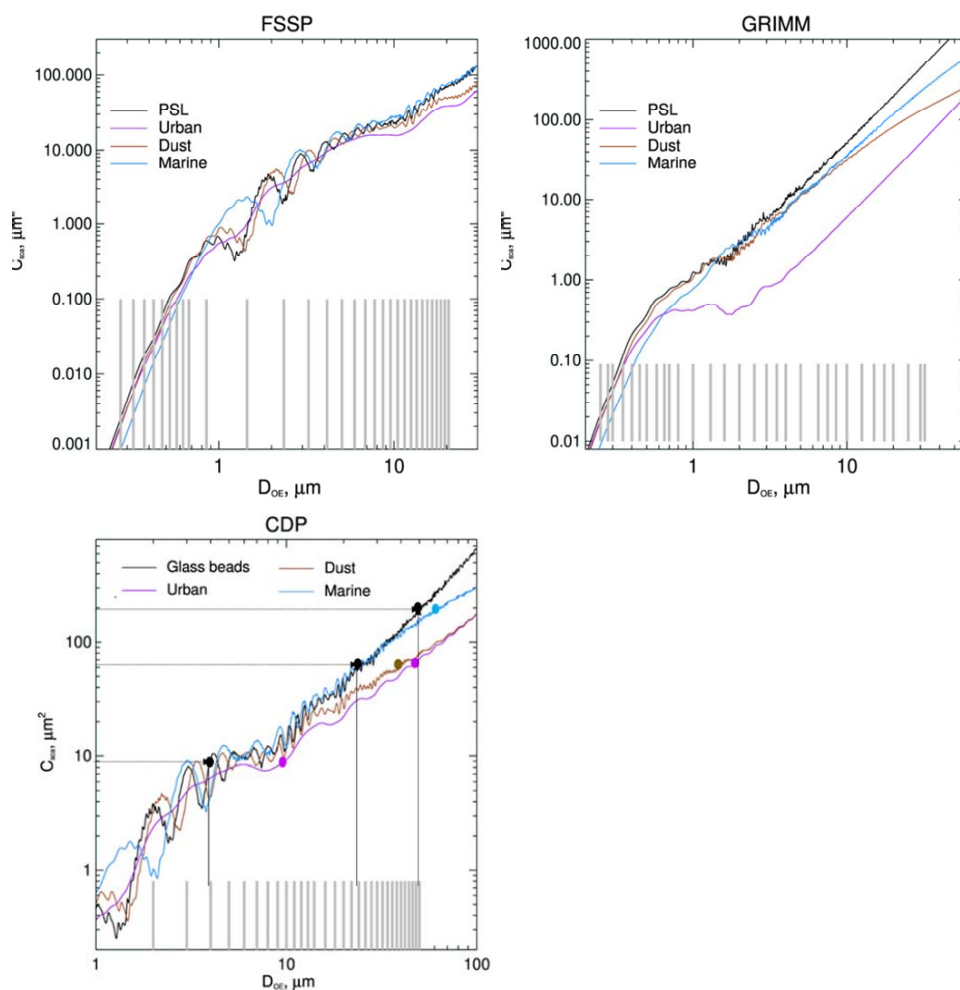 FSSP
100.000
10.000
1.000
0.100
0.010
0.001
PSL
Urban
Dust
Marine
1
10
D_OE, μm
GRIMM
1000.00
100.00
10.00
1.00
0.10
0.01
PSL
Urban
Dust
Marine
1
10
D_OE, μm
CDP
C_sca, μm²
100
10
1
Glass beads
Urban
Dust
Marine
1
10
100
D_OE, μm